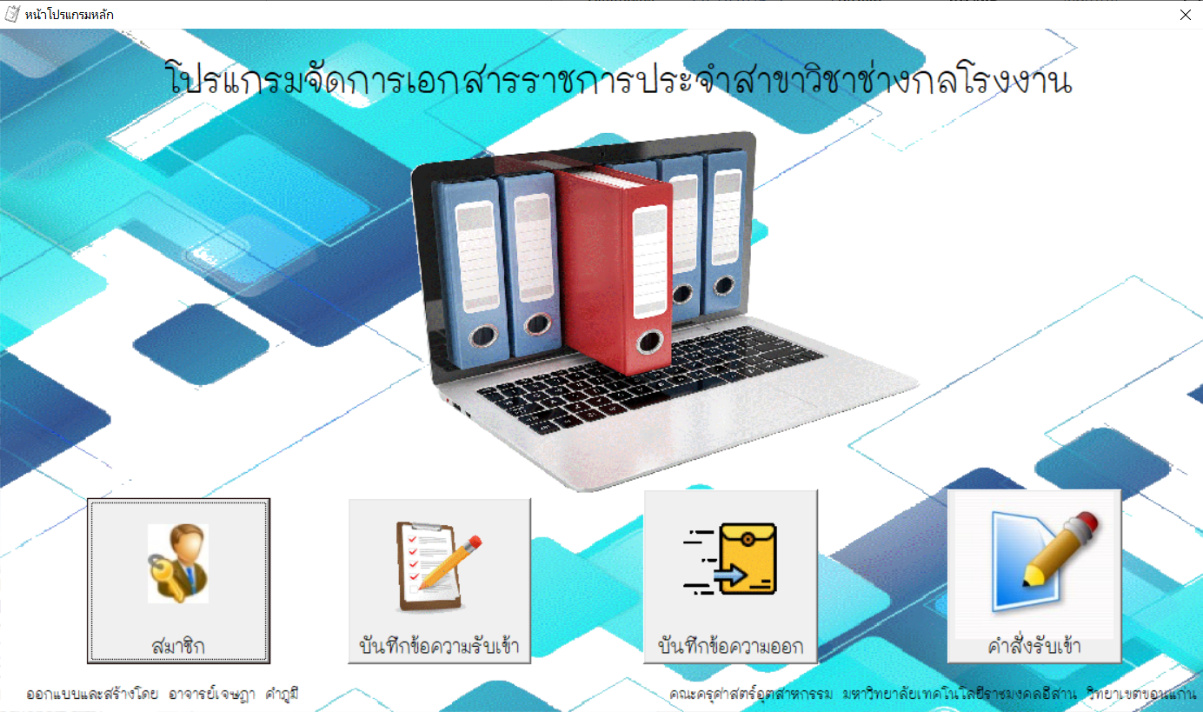 หน้าโปรแกรมหลัก
โปรแกรมจัดการเอกสารราชการประจำสาขาวิชาช่างกลโรงงาน
สมาชิก
บันทึกข้อความรับเข้า
บันทึกข้อความออก
คำสั่งรับเข้า
ออกแบบและสร้างโดย อาจารย์เจษฎา คำภูมี
คณะครุศาสตร์อุตสาหกรรม มหาวิทยาลัยเทคโนโลยีราชมงคลอีสาน วิทยาเขตขอนแก่น